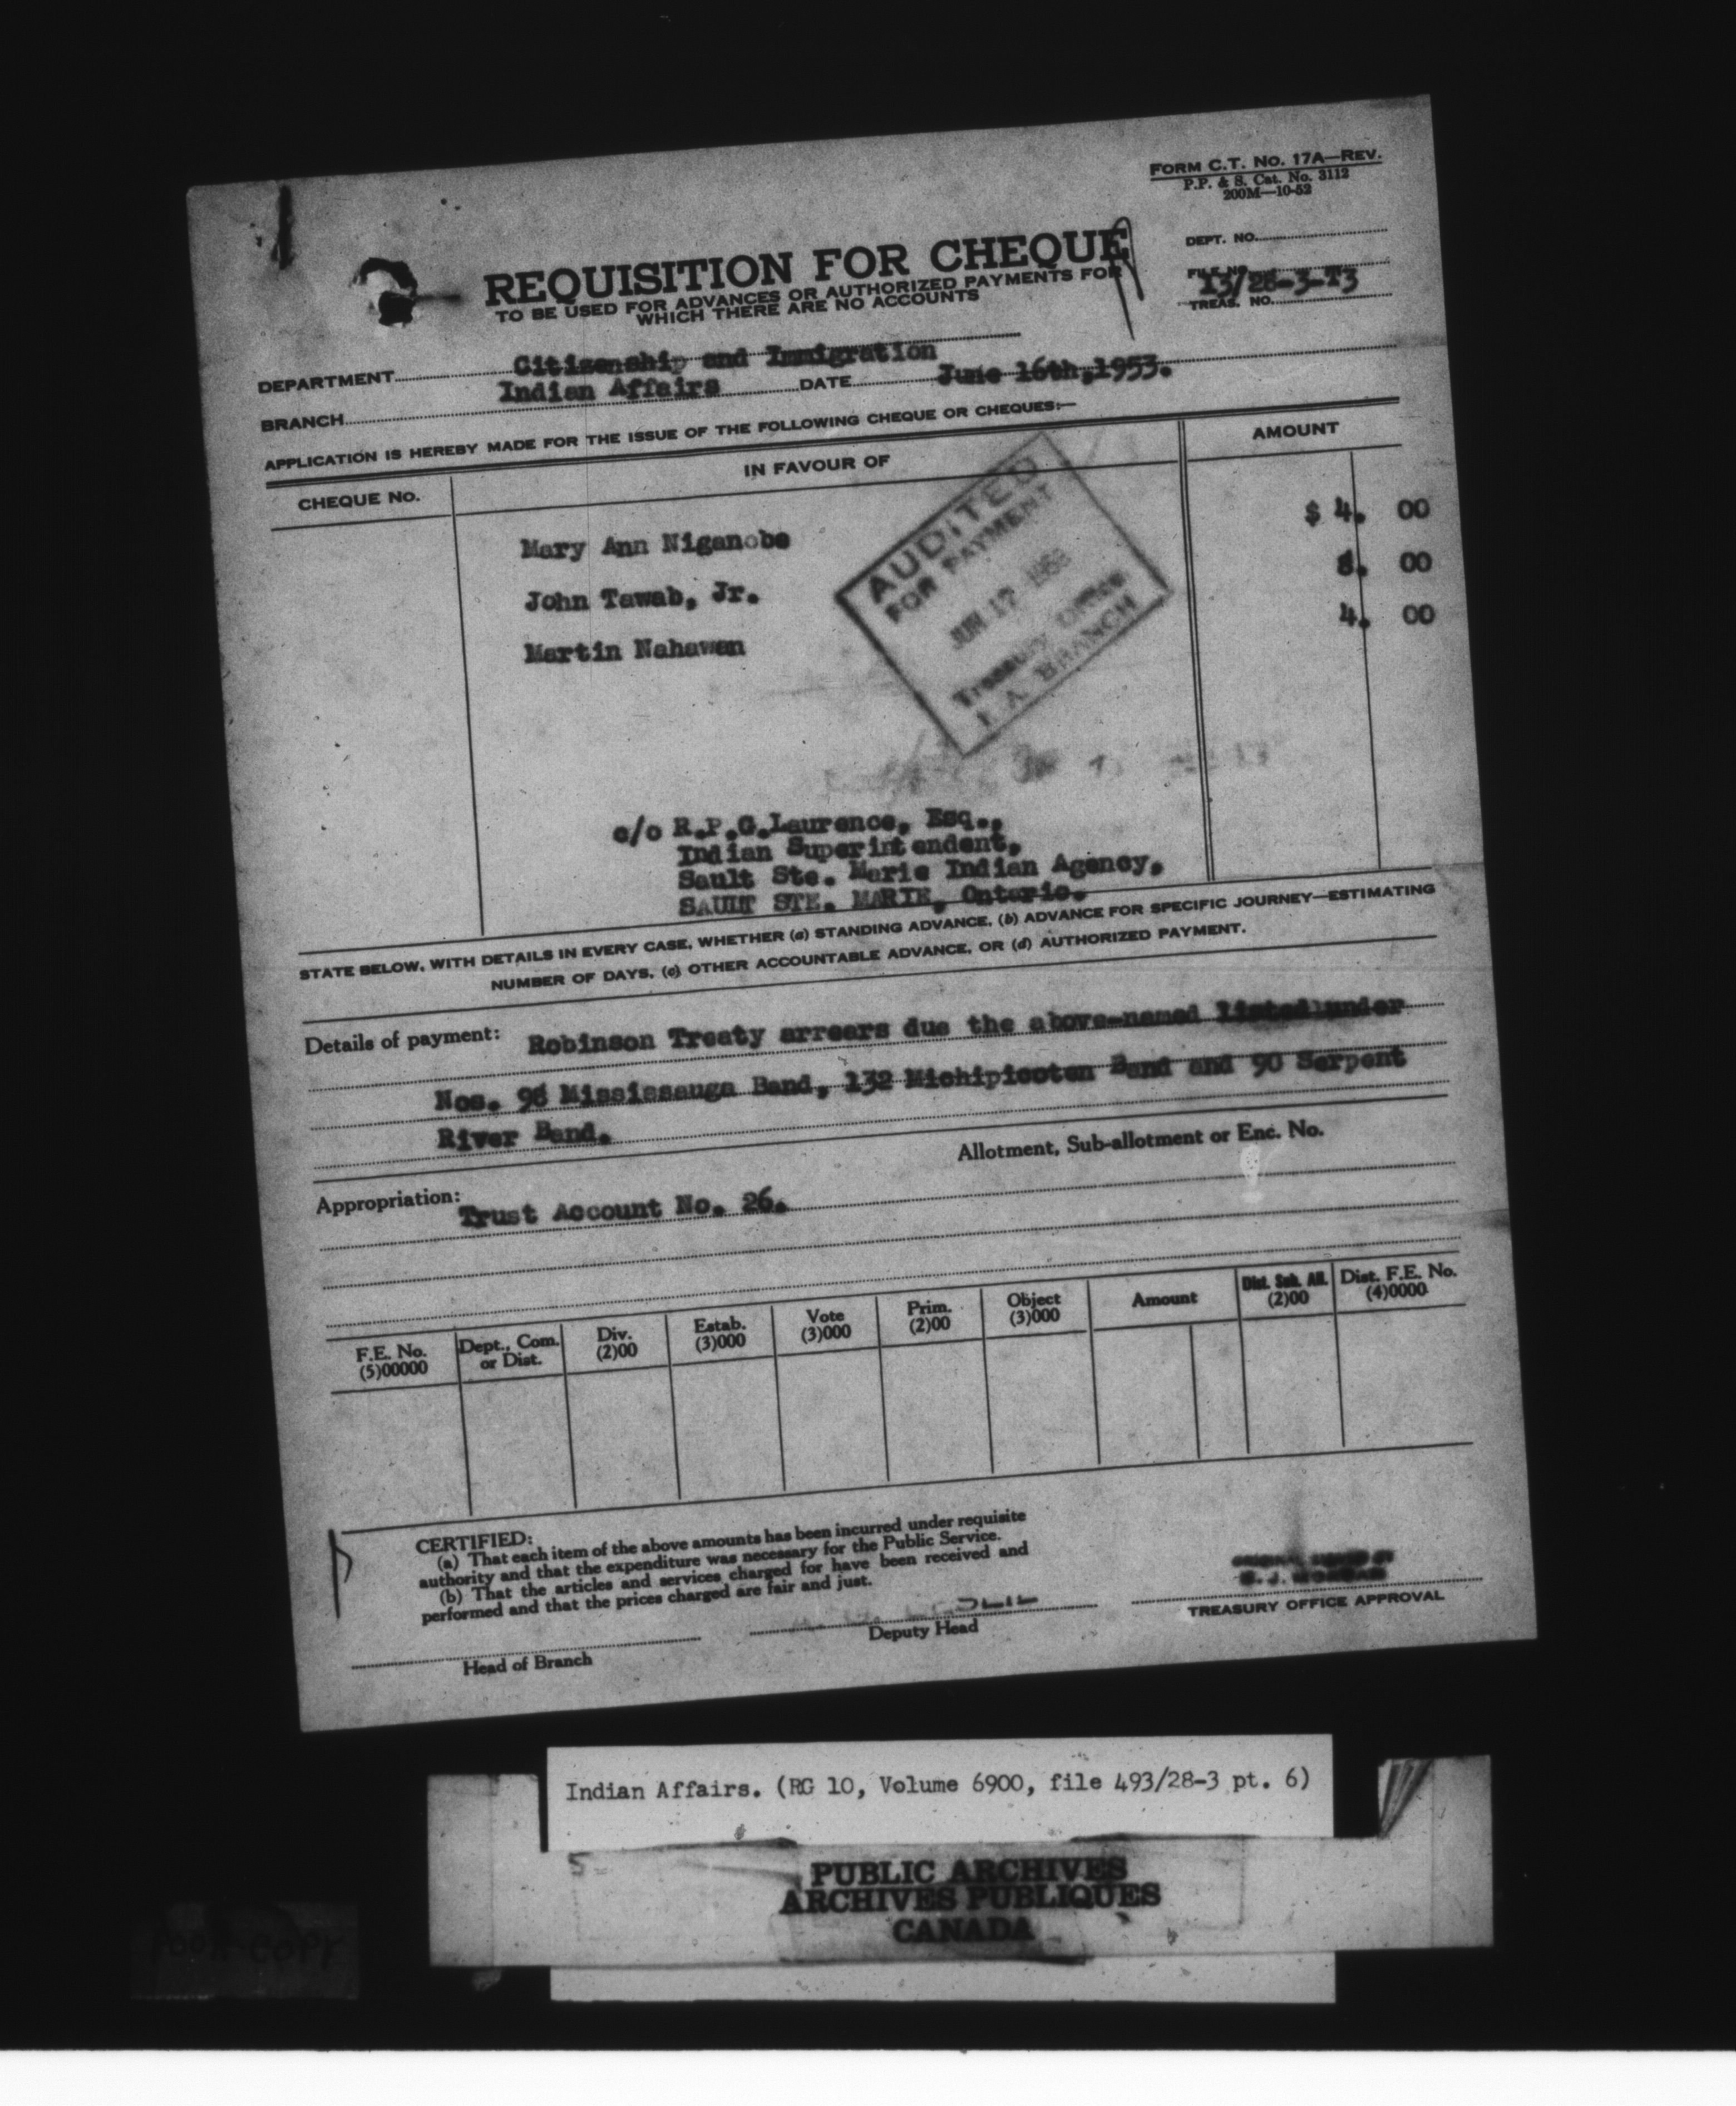 FORM C.T. NO. 17A—REV.
P.P. & S. Cat. No. 3112
200M—10-52
DEPT. NO.
FILE NO.
13/28-3-T3
TREAS. NO.
REQUISITION FOR CHEQUE
TO BE USED FOR ADVANCES OR AUTHORIZED PAYMENTS FOR
WHICH THERE ARE NO ACCOUNTS
DEPARTMENT Citizenship and Immigration
BRANCH Indian Affairs DATE June 16th, 1953.
APPLICATION IS HEREBY MADE FOR THE ISSUE OF THE FOLLOWING CHEQUE OR CHEQUES:—
CHEQUE No. IN FAVOUR OF AMOUNT
Mary Ann Niganobe $ 4. 00
John Tawab, Jr. 8. 00
Martin Nahawan 4. 00
AUDITED
FOR PAYMENT
JUN 17 1953
Treasury Office
I. A. BRANCH
c/o R.P.G.Laurence, Esq.,
Indian Superintendent,
Sault Ste. Marie Indian Agency,
SAULT STE. MARIE, Ontario.
STATE BELOW, WITH DETAILS IN EVERY CASE, WHETHER (a) STANDING ADVANCE, (b) ADVANCE FOR SPECIFIC JOURNEY—ESTIMATING
NUMBER OF DAYS, (c) OTHER ACCOUNTABLE ADVANCE, OR (d) AUTHORIZED PAYMENT.
Details of payment: Robinson Treaty arrears due the above-named listed under
Nos. 98 Mississauga Band, 132 Michipicoten Band and 90 Serpent
River Band.
Allotment, Sub-allotment or Enc. No.
Appropriation: Trust Account No. 26.
F.E. No. (5)00000
Dept., Com. or Dist.
Div. (2)00
Estab. (3)000
Vote (3)000
Prim. (2)00
Object (3)000
Amount
Dist. Sub. All. (2)00
Dist. F.E. No. (4)0000
CERTIFIED:
(a) That each item of the above amounts has been incurred under requisite
authority and that the expenditure was necessary for the Public Service.
(b) That the articles and services charged for have been received and
performed and that the prices charged are fair and just.
ORIGINAL SIGNED BY
TREASURY OFFICE APPROVAL
Deputy Head
Head of Branch
Indian Affairs. (RG 10, Volume 6900, file 493/28-3 pt. 6)
PUBLIC ARCHIVES
ARCHIVES PUBLIQUES
CANADA
POOR COPY